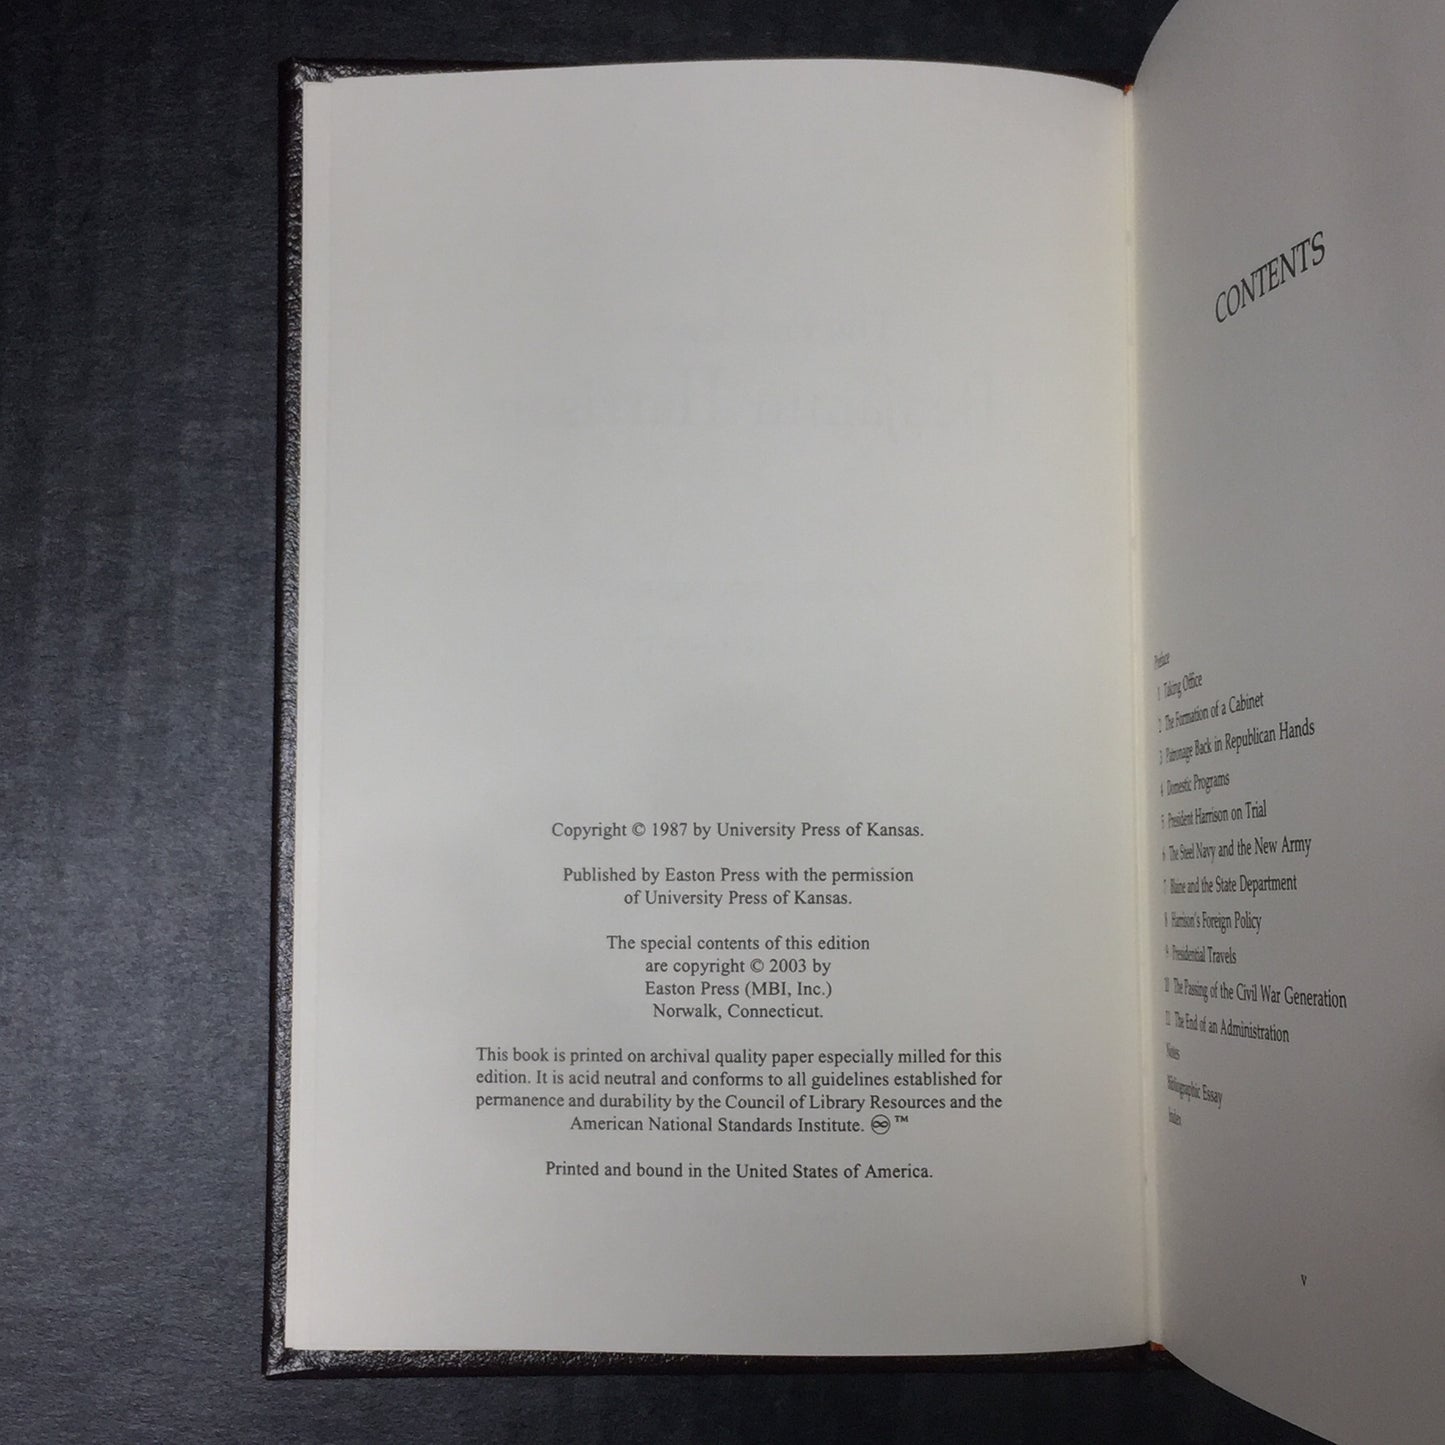 Copyright © 1987 by University Press of Kansas.
Published by Easton Press with the permission
of University Press of Kansas.
The special contents of this edition
are copyright © 2003 by
Easton Press (MBI, Inc.)
Norwalk, Connecticut.
This book is printed on archival quality paper especially milled for this
edition. It is acid neutral and conforms to all guidelines established for
permanence and durability by the Council of Library Resources and the
American National Standards Institute. ♾ ™
Printed and bound in the United States of America.
CONTENTS
Preface
1 Taking Office
2 The Formation of a Cabinet
3 Patronage Back in Republican Hands
4 Domestic Programs
5 President Harrison on Trial
6 The Steel Navy and the New Army
7 Blaine and the State Department
8 Harrison's Foreign Policy
9 Presidential Travels
10 The Passing of the Civil War Generation
11 The End of an Administration
Notes
Bibliographic Essay
Index
v